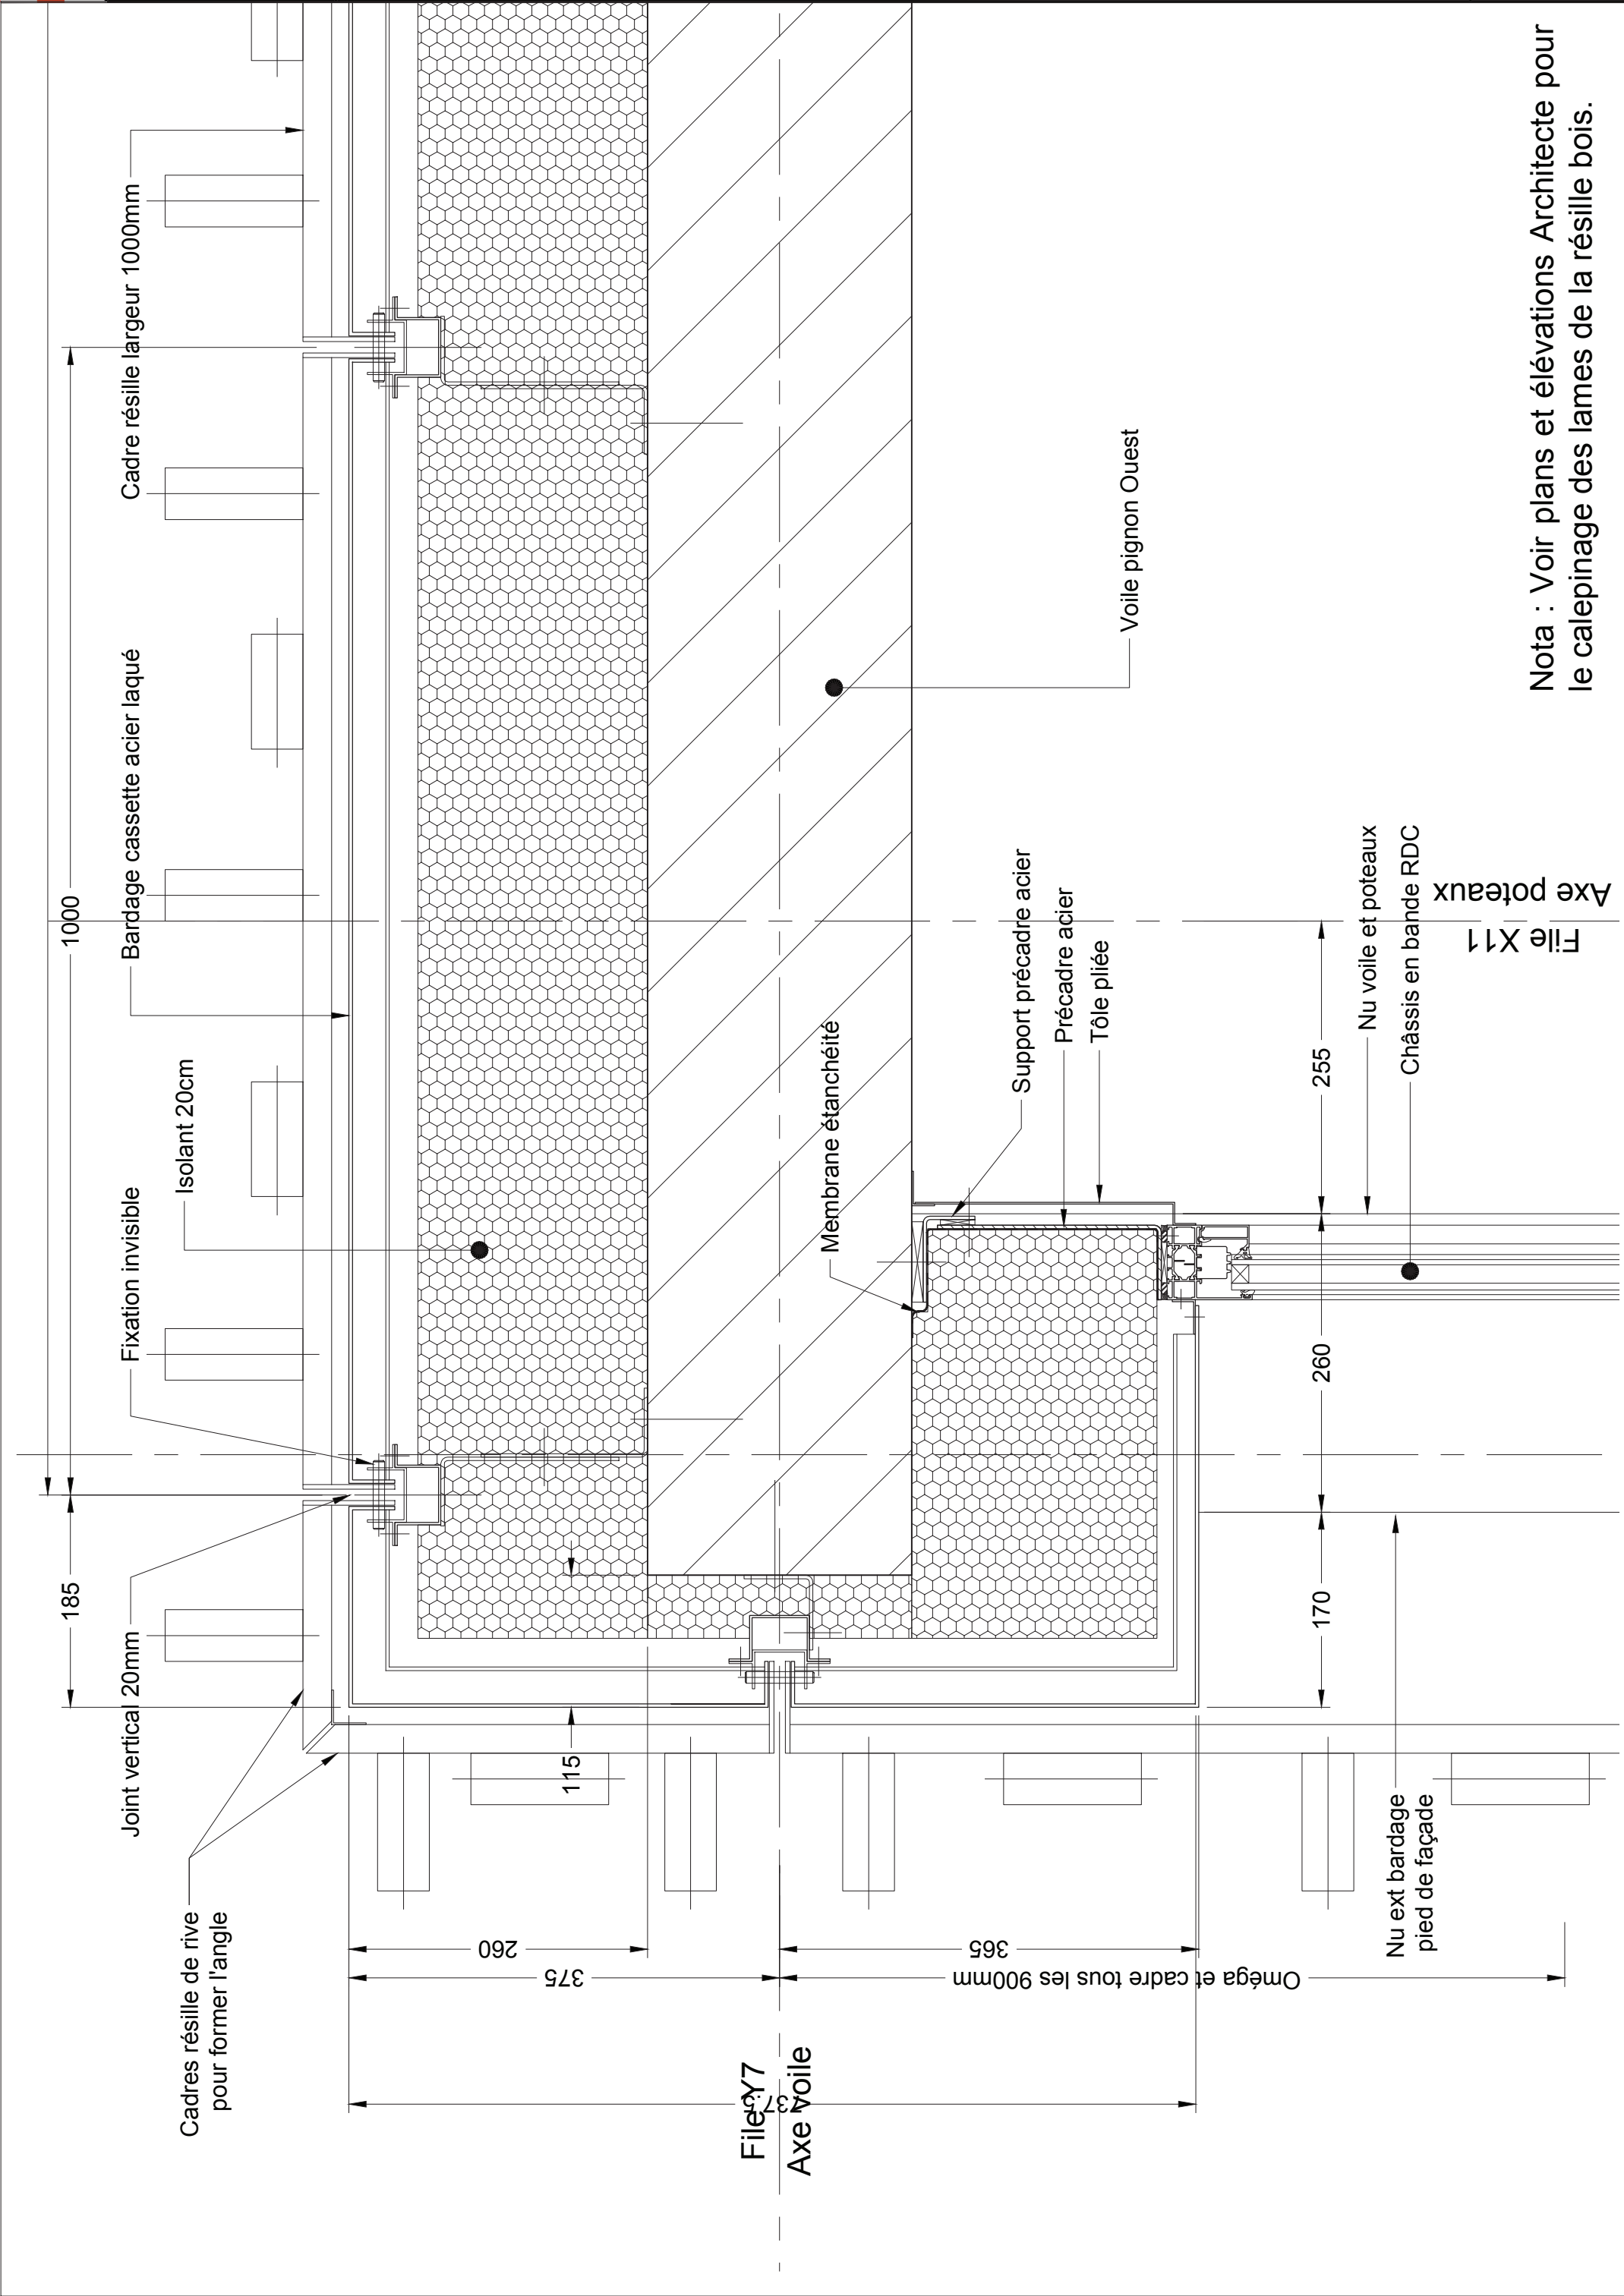 Cadres résille de rive
pour former l'angle
Joint vertical 20mm
Fixation invisible
Isolant 20cm
Bardage cassette acier laqué
Cadre résille largeur 1000mm
185
1000
115
260
375
365
Oméga et cadre tous les 900mm
737.5
File Y7
Axe voile
Membrane étanchéité
Support précadre acier
Précadre acier
Tôle pliée
Voile pignon Ouest
170
260
255
Nu ext bardage
pied de façade
Nu voile et poteaux
Châssis en bande RDC
File X11
Axe poteaux
Nota : Voir plans et élévations Architecte pour
le calepinage des lames de la résille bois.